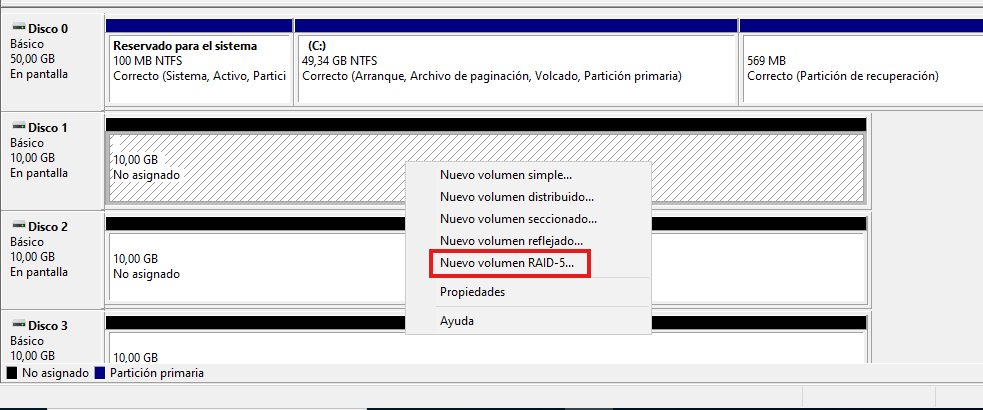 Disco 0
Básico
50,00 GB
En pantalla
Reservado para el sistema
100 MB NTFS
Correcto (Sistema, Activo, Partici
(C:)
49,34 GB NTFS
Correcto (Arranque, Archivo de paginación, Volcado, Partición primaria)
569 MB
Correcto (Partición de recuperación)
Disco 1
Básico
10,00 GB
En pantalla
10,00 GB
No asignado
Nuevo volumen simple...
Nuevo volumen distribuido...
Nuevo volumen seccionado...
Nuevo volumen reflejado...
Nuevo volumen RAID-5...
Propiedades
Ayuda
Disco 2
Básico
10,00 GB
En pantalla
10,00 GB
No asignado
Disco 3
Básico
10,00 GB
10,00 GB
No asignado
Partición primaria